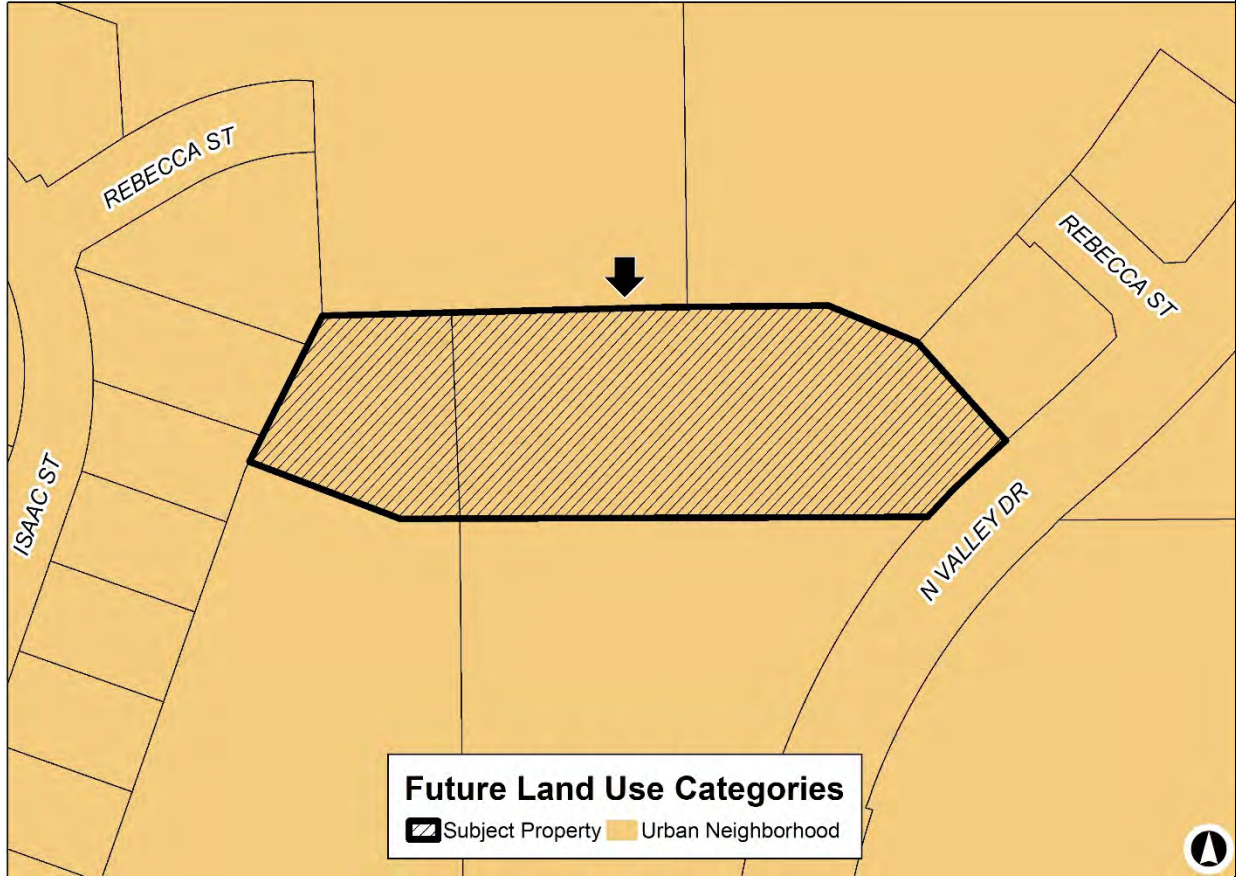 REBECCA ST
REBECCA ST
ISAAC ST
N VALLEY DR
Future Land Use Categories
Subject Property Urban Neighborhood